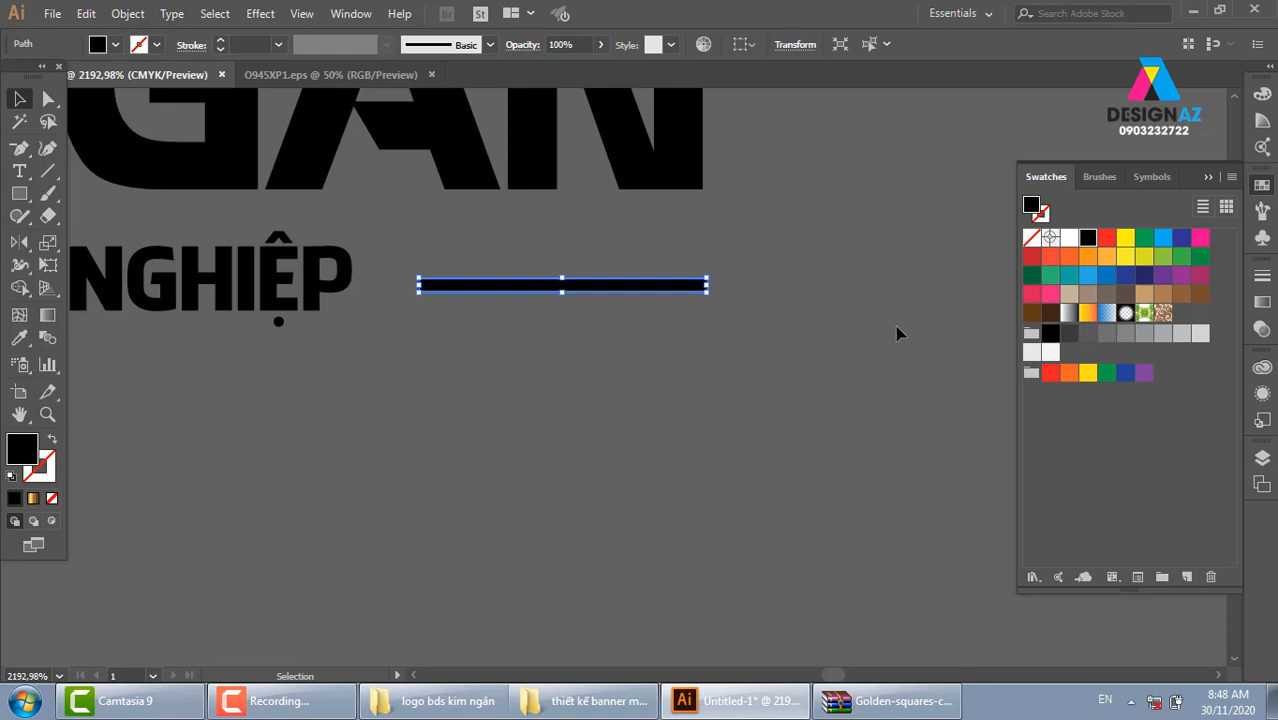 Ai File Edit Object Type Select Effect View Window Help Br St Essentials Search Adobe Stock
Path Stroke: Basic Opacity: 100% Style: Transform
@ 2192,98% (CMYK/Preview) × O945XP1.eps @ 50% (RGB/Preview) ×
DESIGNAZ
0903232722
GÂN
NGHIỆP
Swatches Brushes Symbols
2192,98% 1 Selection
Camtasia 9 Recording... logo bds kim ngân thiết kế banner m... Untitled-1* @ 219... Golden-squares-c... EN
8:48 AM
30/11/2020